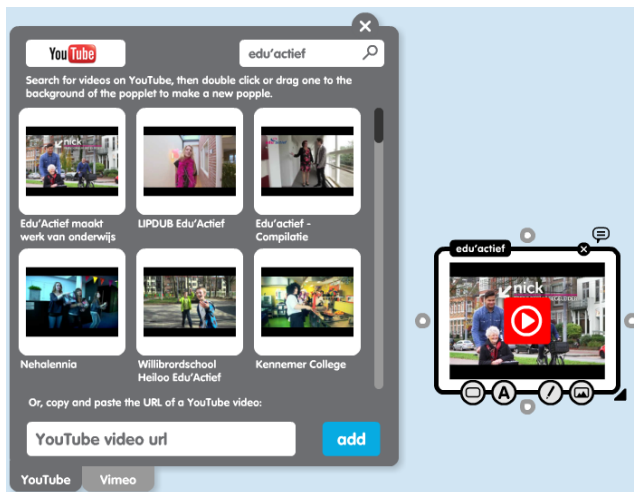 You Tube
edu'actief
Search for videos on YouTube, then double click or drag one to the
background of the popplet to make a new popple.
nick
Edu'Actief maakt
werk van onderwijs
LIPDUB Edu'Actief
Edu'actief -
Compilatie
Nehalennia
Willibrordschool
Heiloo Edu'Actief
Kennemer College
Or, copy and paste the URL of a YouTube video:
YouTube video url
add
YouTube
Vimeo
edu'actief
nick
A